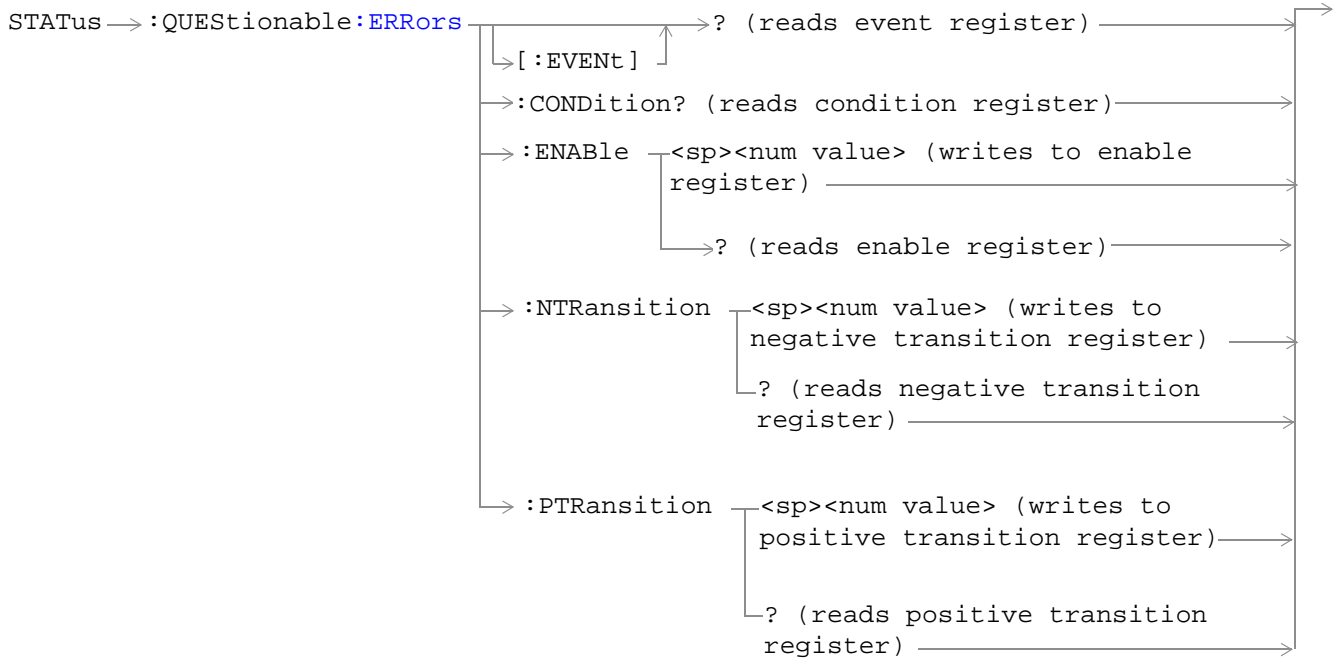 STATus :QUEStionable:ERRors ? (reads event register)
[:EVENt]
:CONDition? (reads condition register)
:ENABle <sp><num value> (writes to enable
register)
? (reads enable register)
:NTRansition <sp><num value> (writes to
negative transition register)
? (reads negative transition
register)
:PTRansition <sp><num value> (writes to
positive transition register)
? (reads positive transition
register)